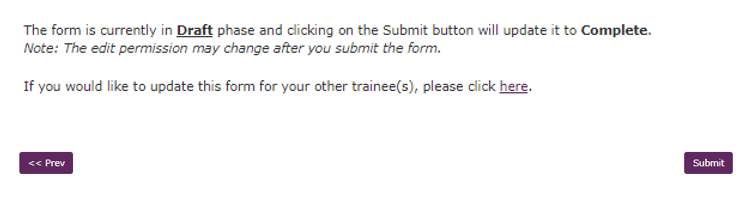 The form is currently in Draft phase and clicking on the Submit button will update it to Complete.
Note: The edit permission may change after you submit the form.
If you would like to update this form for your other trainee(s), please click here.
<< Prev
Submit